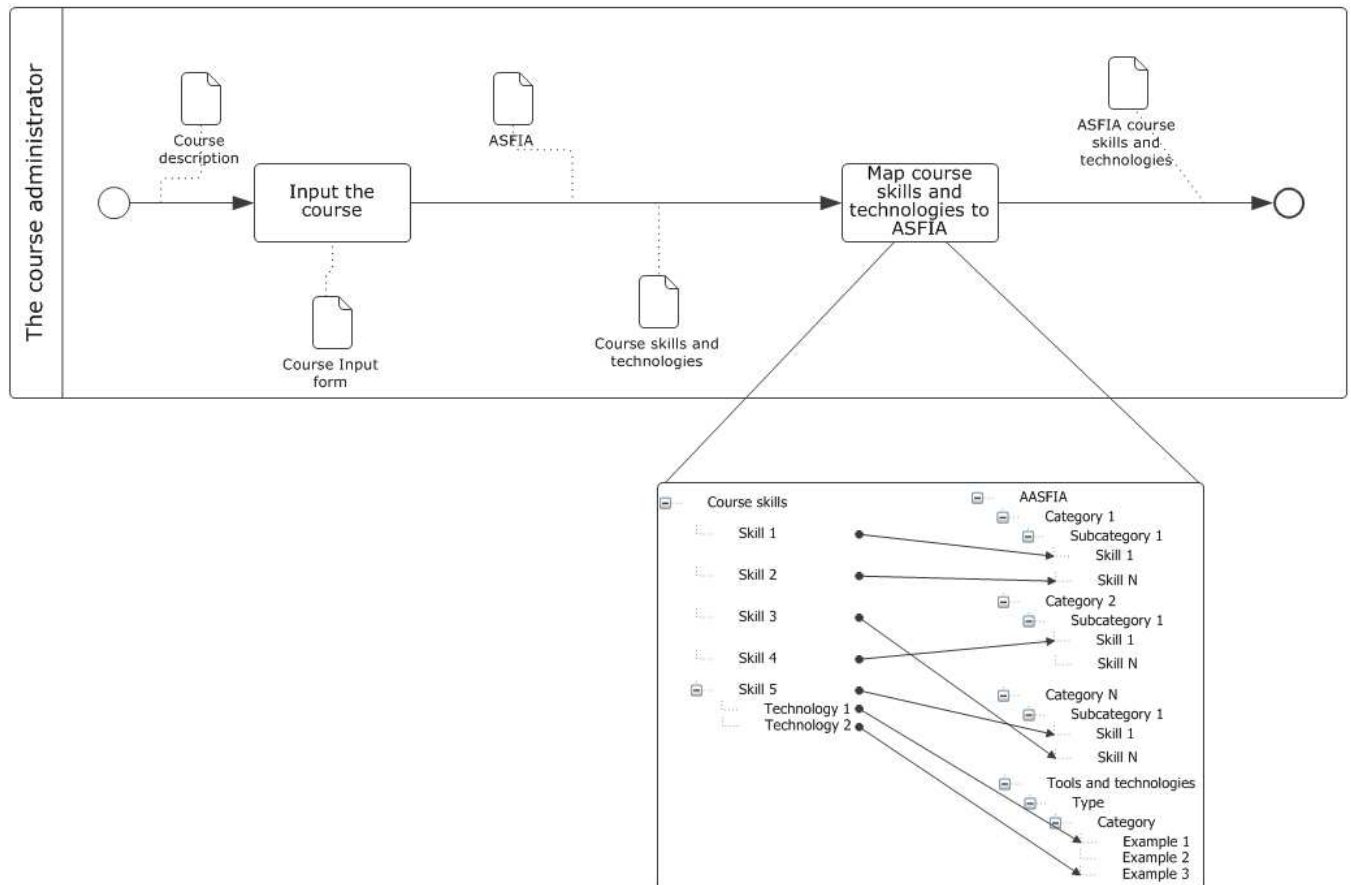 The course administrator
Course
description
ASFIA
ASFIA course
skills and
technologies
Input the
course
Map course
skills and
technologies to
ASFIA
Course Input
form
Course skills and
technologies
Course skills
Skill 1
Skill 2
Skill 3
Skill 4
Skill 5
Technology 1
Technology 2
AASFIA
Category 1
Subcategory 1
Skill 1
Skill N
Category 2
Subcategory 1
Skill 1
Skill N
Category N
Subcategory 1
Skill 1
Skill N
Tools and technologies
Type
Category
Example 1
Example 2
Example 3